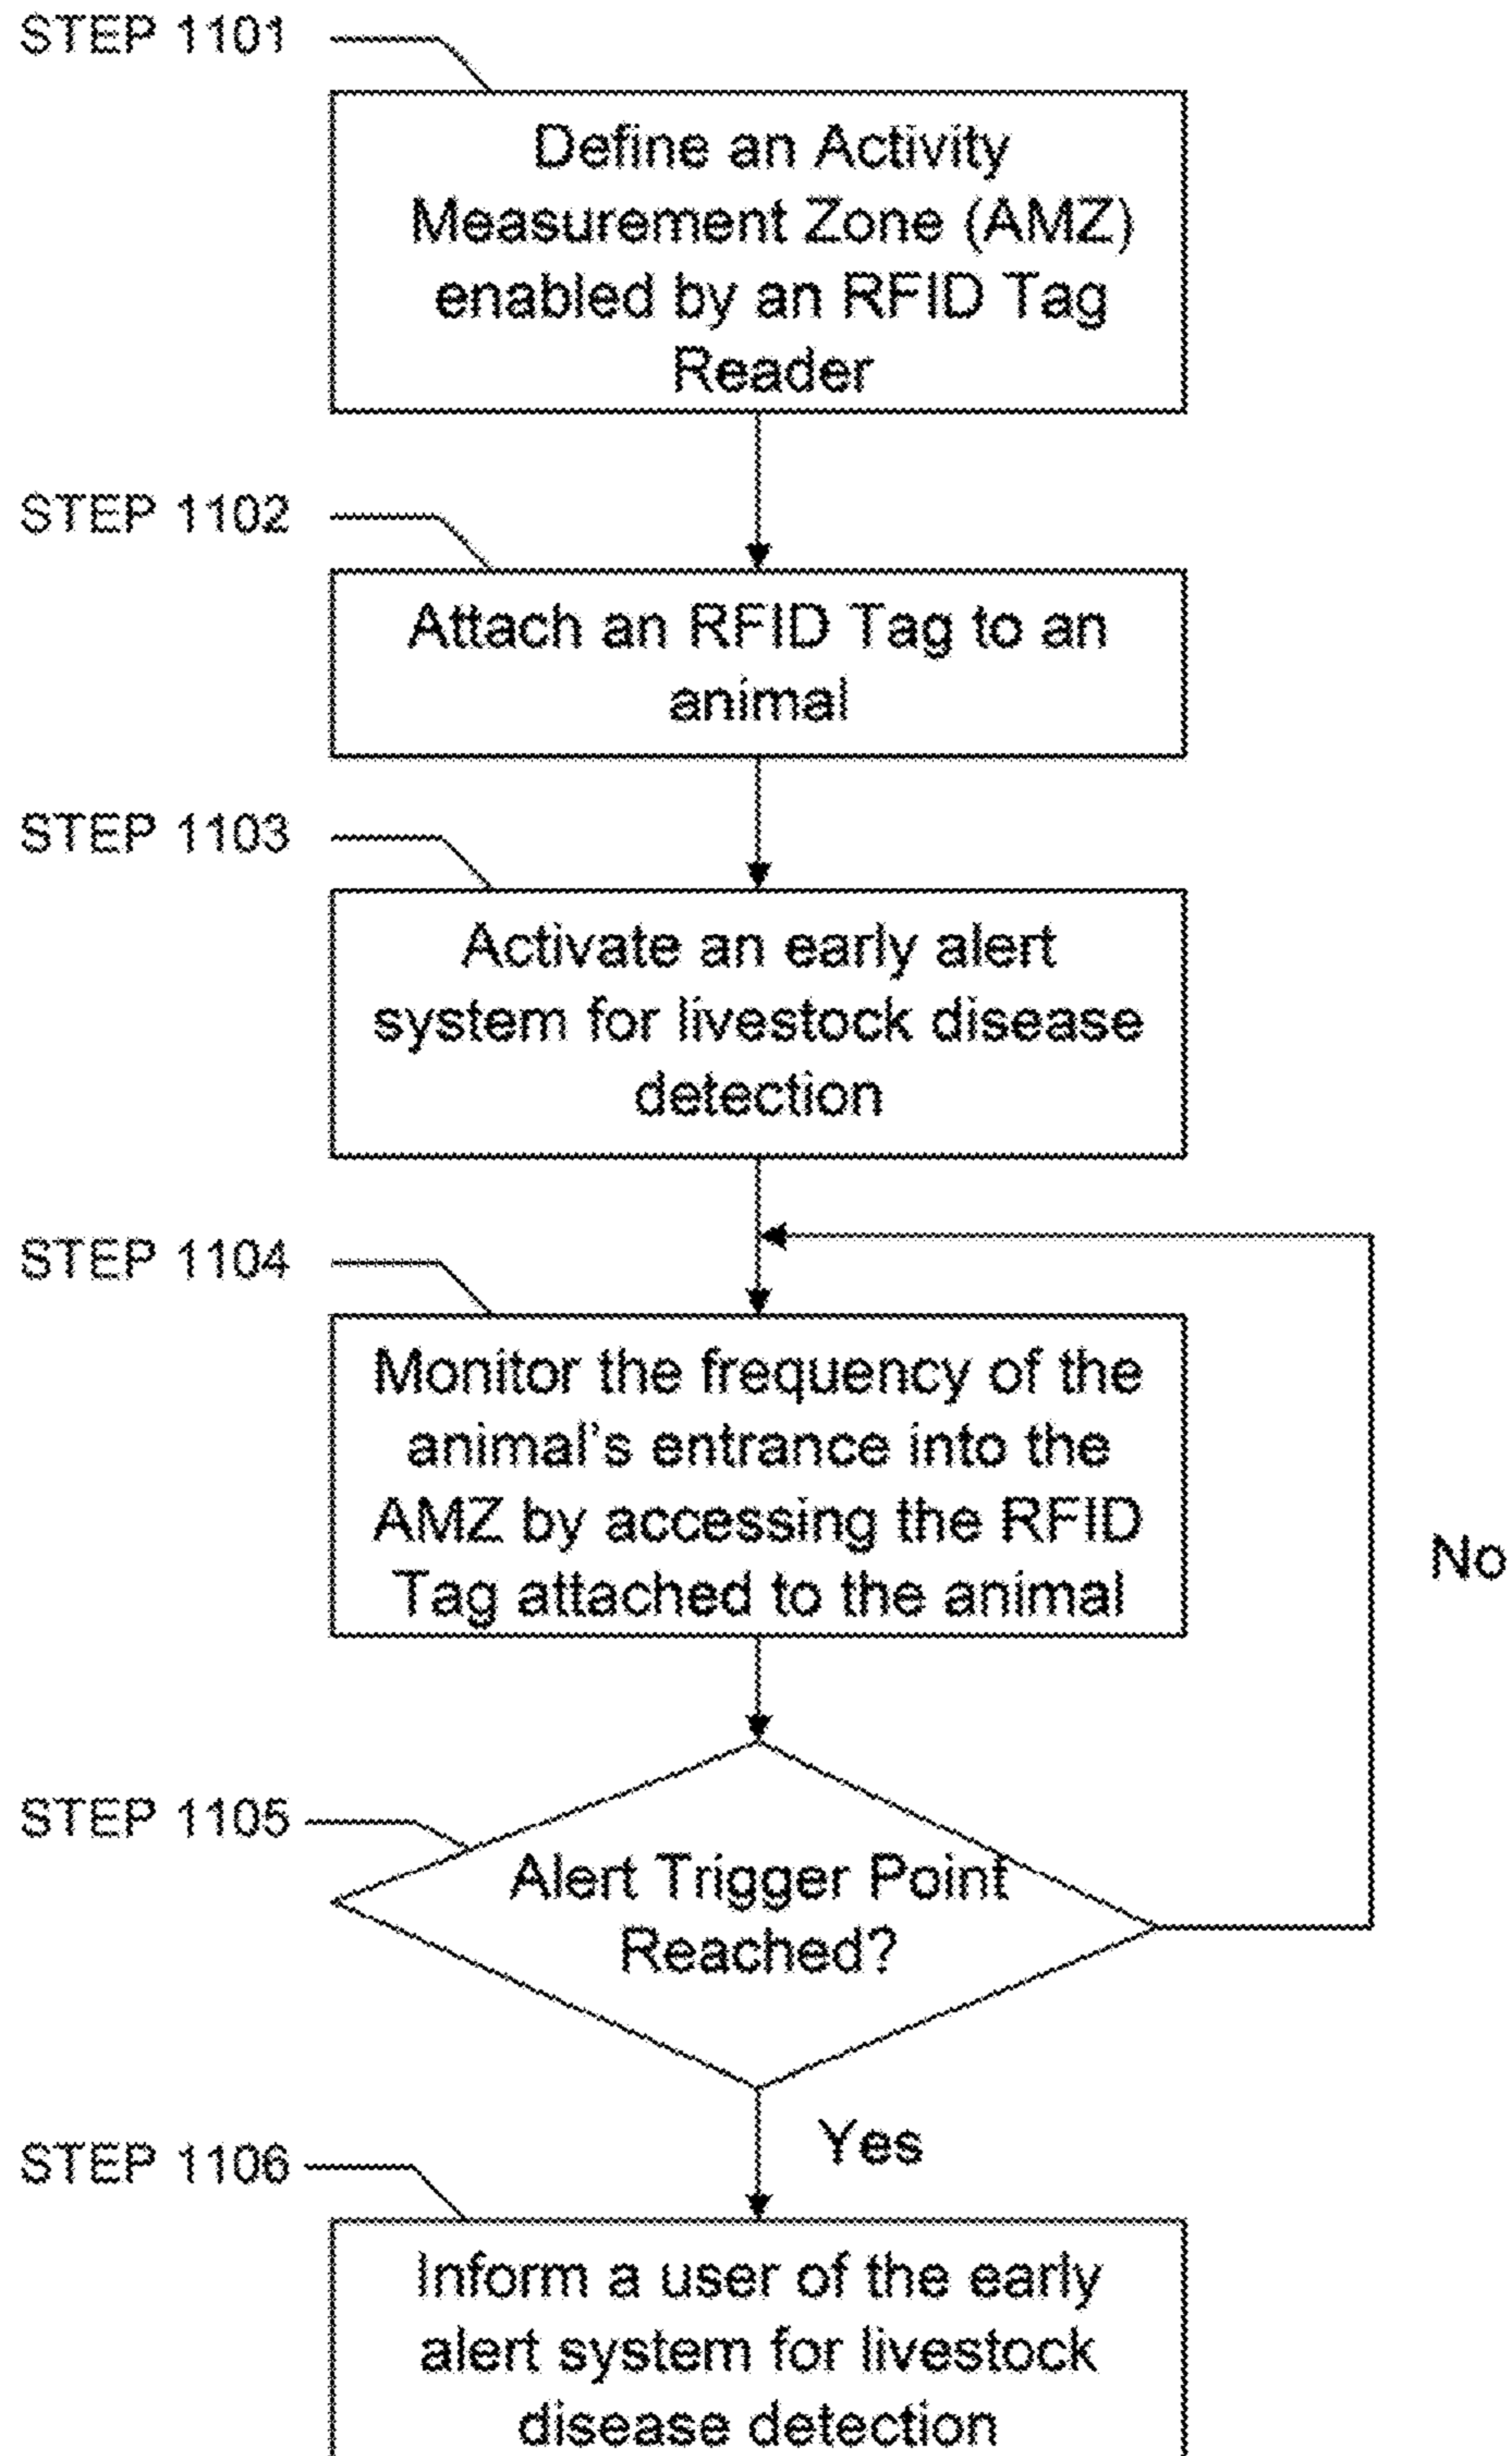 STEP 1101
Define an Activity
Measurement Zone (AMZ)
enabled by an RFID Tag
Reader
STEP 1102
Attach an RFID Tag to an
animal
STEP 1103
Activate an early alert
system for livestock disease
detection
STEP 1104
Monitor the frequency of the
animal's entrance into the
AMZ by accessing the RFID
Tag attached to the animal
No
STEP 1105
Alert Trigger Point
Reached?
Yes
STEP 1106
Inform a user of the early
alert system for livestock
disease detection